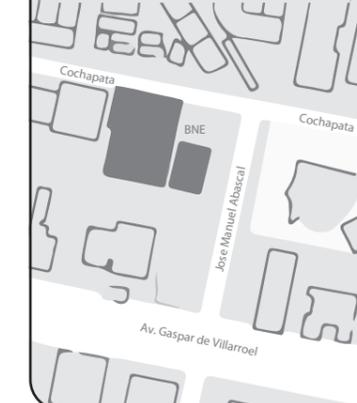 Cochapata
Cochapata
BNE
Jose Manuel Abascal
Av. Gaspar de Villarroel